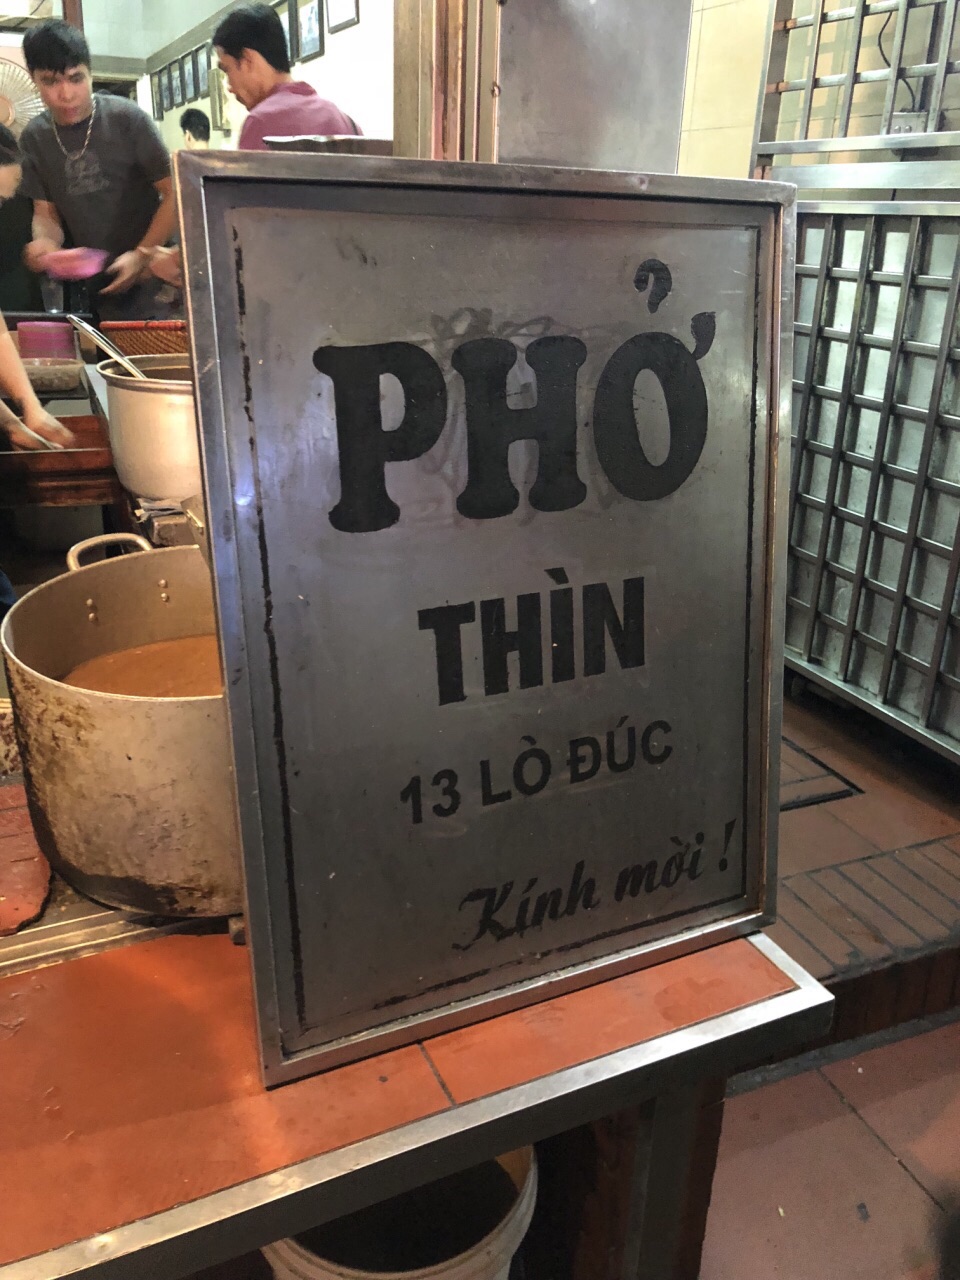 PHỞ
THÌN
13 LÒ ĐÚC
Kính mời !